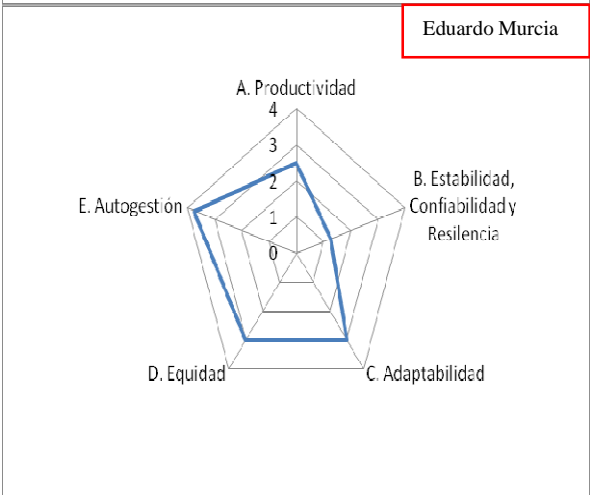 Eduardo Murcia
A. Productividad
4
3
2
1
0
B. Estabilidad,
Confiabilidad y
Resilencia
E. Autogestión
D. Equidad
C. Adaptabilidad